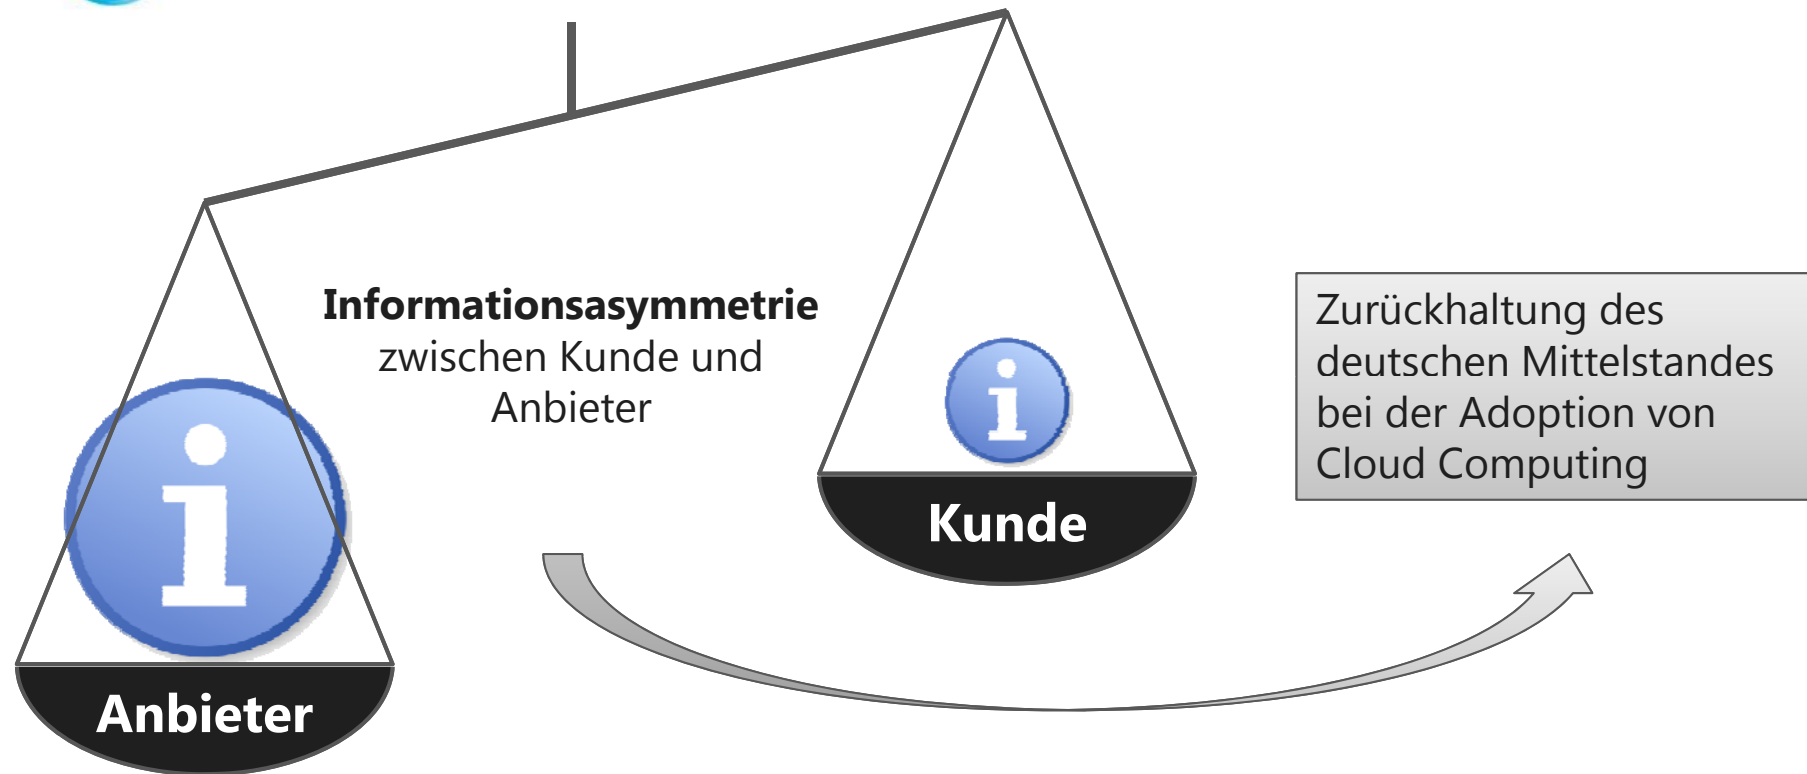 Informationsasymmetrie
zwischen Kunde und
Anbieter
Zurückhaltung des
deutschen Mittelstandes
bei der Adoption von
Cloud Computing
Kunde
Anbieter